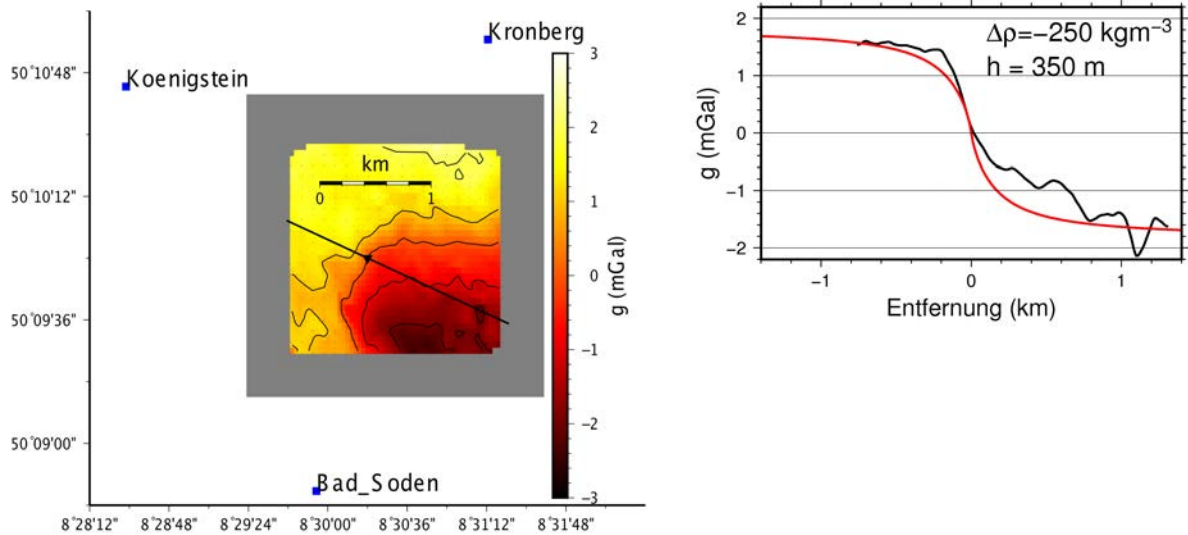 Kronberg
50°10'48"
Koenigstein
km
0 1
50°10'12"
50°09'36"
50°09'00"
Bad_Soden
8°28'12" 8°28'48" 8°29'24" 8°30'00" 8°30'36" 8°31'12" 8°31'48"
3
2
1
0
−1
−2
−3
g (mGal)
2
1
0
−1
−2
g (mGal)
Δρ=−250 kgm⁻³
h = 350 m
−1 0 1
Entfernung (km)